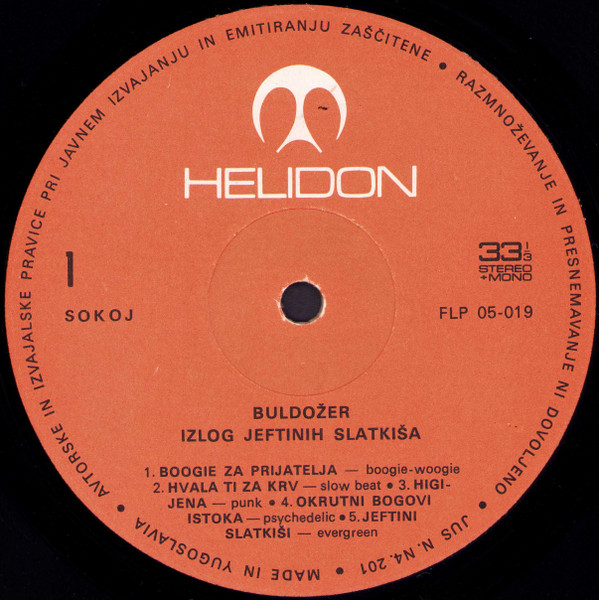 AVTORSKE IN IZVAJALSKE PRAVICE PRI JAVNEM IZVAJANJU IN EMITIRANJU ZAŠČITENE • RAZMNOŽEVANJE IN PRESNEMAVANJE NI DOVOLJENO • JUS N.N4.201 • MADE IN YUGOSLAVIA •
HELIDON
1
SOKOJ
33 1/3
STEREO
+MONO
FLP 05-019
BULDOŽER
IZLOG JEFTINIH SLATKIŠA
1. BOOGIE ZA PRIJATELJA — boogie-woogie
2. HVALA TI ZA KRV — slow beat • 3. HIGI-
JENA — punk • 4. OKRUTNI BOGOVI
ISTOKA — psychedelic • 5. JEFTINI
SLATKIŠI — evergreen